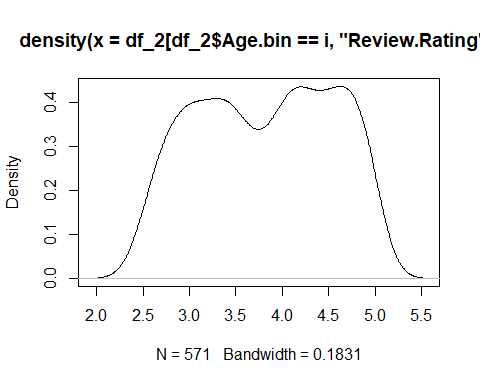 density(x = df_2[df_2$Age.bin == i, "Review.Rating"
Density
0.4
0.3
0.2
0.1
0.0
2.0 2.5 3.0 3.5 4.0 4.5 5.0 5.5
N = 571 Bandwidth = 0.1831